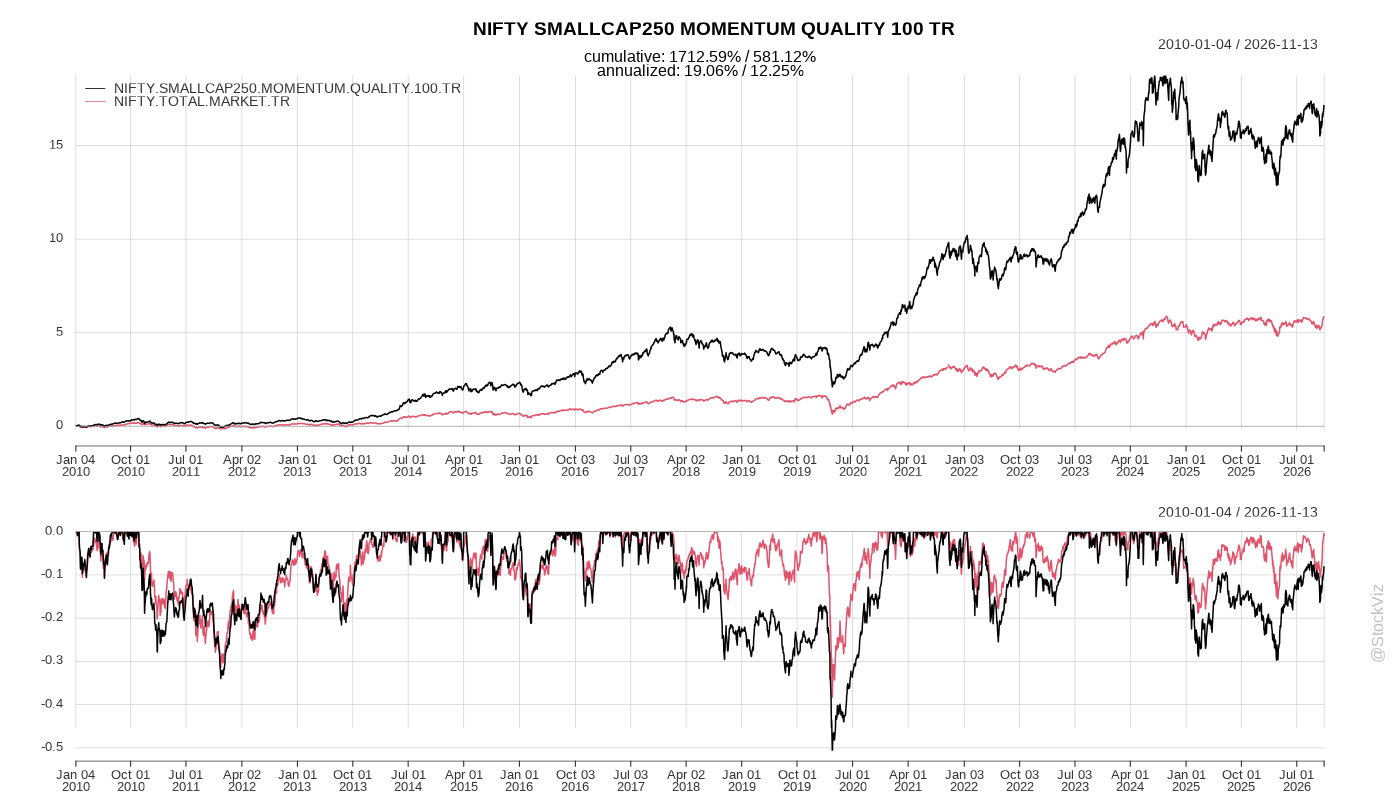 NIFTY SMALLCAP250 MOMENTUM QUALITY 100 TR
2010-01-04 / 2026-11-13
cumulative: 1712.59% / 581.12%
annualized: 19.06% / 12.25%
NIFTY.SMALLCAP250.MOMENTUM.QUALITY.100.TR
NIFTY.TOTAL.MARKET.TR
15
10
5
0
Jan 04 Oct 01 Jul 01 Apr 02 Jan 01 Oct 01 Jul 01 Apr 01 Jan 01 Oct 03 Jul 03 Apr 02 Jan 01 Oct 01 Jul 01 Apr 01 Jan 03 Oct 03 Jul 03 Apr 01 Jan 01 Oct 01 Jul 01
2010 2010 2011 2012 2013 2013 2014 2015 2016 2016 2017 2018 2019 2019 2020 2021 2022 2022 2023 2024 2025 2025 2026
2010-01-04 / 2026-11-13
0.0
-0.1
-0.2
-0.3
-0.4
-0.5
Jan 04 Oct 01 Jul 01 Apr 02 Jan 01 Oct 01 Jul 01 Apr 01 Jan 01 Oct 03 Jul 03 Apr 02 Jan 01 Oct 01 Jul 01 Apr 01 Jan 03 Oct 03 Jul 03 Apr 01 Jan 01 Oct 01 Jul 01
2010 2010 2011 2012 2013 2013 2014 2015 2016 2016 2017 2018 2019 2019 2020 2021 2022 2022 2023 2024 2025 2025 2026
@StockViz